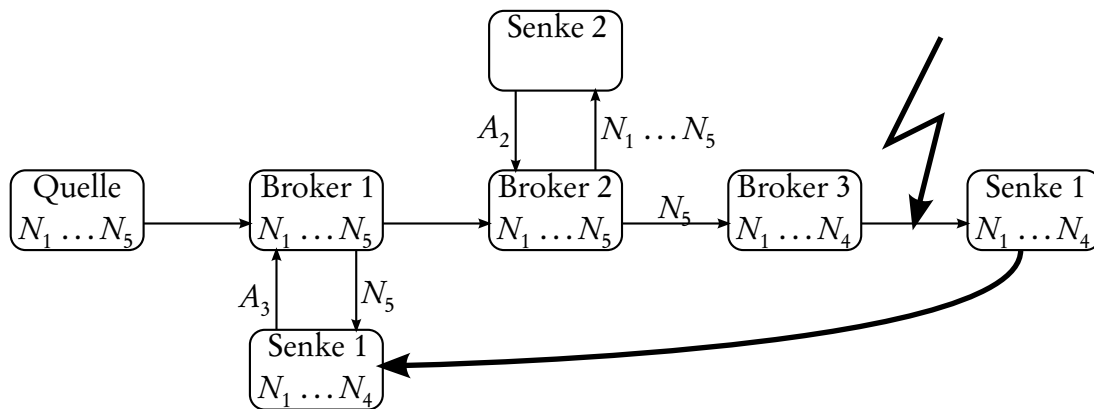 Senke 2
A₂
N₁ … N₅
Quelle
N₁ … N₅
Broker 1
N₁ … N₅
Broker 2
N₁ … N₅
N₅
Broker 3
N₁ … N₄
Senke 1
N₁ … N₄
A₃
N₅
Senke 1
N₁ … N₄